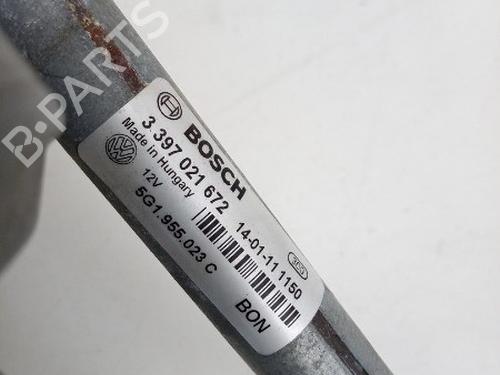 B-PARTS
BOSCH
3 397 021 672
Made in Hungary
12V
14-01-11 1150
5G1.955.023 C
BON